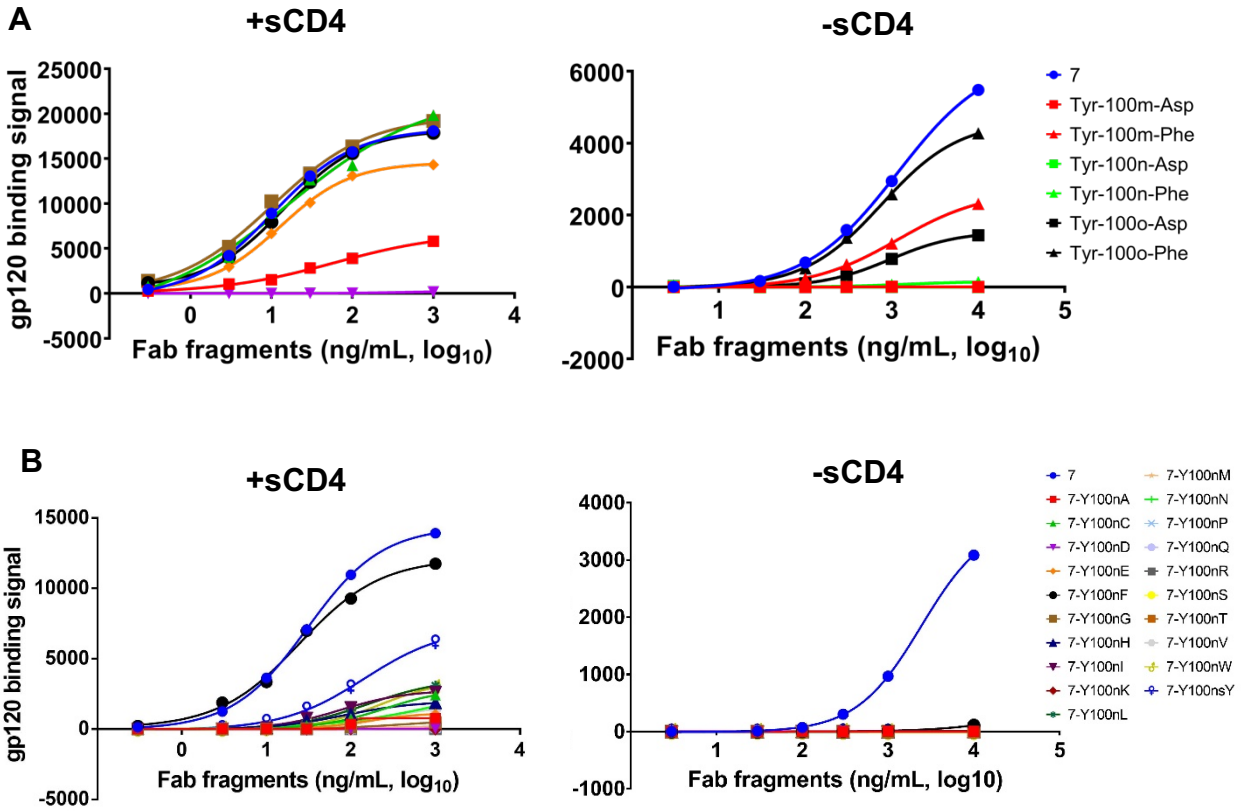 A
+sCD4
-sCD4
gp120 binding signal
25000
20000
15000
10000
5000
0
-5000
0
1
2
3
4
Fab fragments (ng/mL, log10)
6000
4000
2000
0
-2000
1
2
3
4
5
Fab fragments (ng/mL, log10)
7
Tyr-100m-Asp
Tyr-100m-Phe
Tyr-100n-Asp
Tyr-100n-Phe
Tyr-100o-Asp
Tyr-100o-Phe
B
+sCD4
-sCD4
gp120 binding signal
15000
10000
5000
0
-5000
0
1
2
3
4
Fab fragments (ng/mL, log10)
4000
3000
2000
1000
0
-1000
1
2
3
4
5
Fab fragments (ng/mL, log10)
7
7-Y100nA
7-Y100nC
7-Y100nD
7-Y100nE
7-Y100nF
7-Y100nG
7-Y100nH
7-Y100nI
7-Y100nK
7-Y100nL
7-Y100nM
7-Y100nN
7-Y100nP
7-Y100nQ
7-Y100nR
7-Y100nS
7-Y100nT
7-Y100nV
7-Y100nW
7-Y100nsY